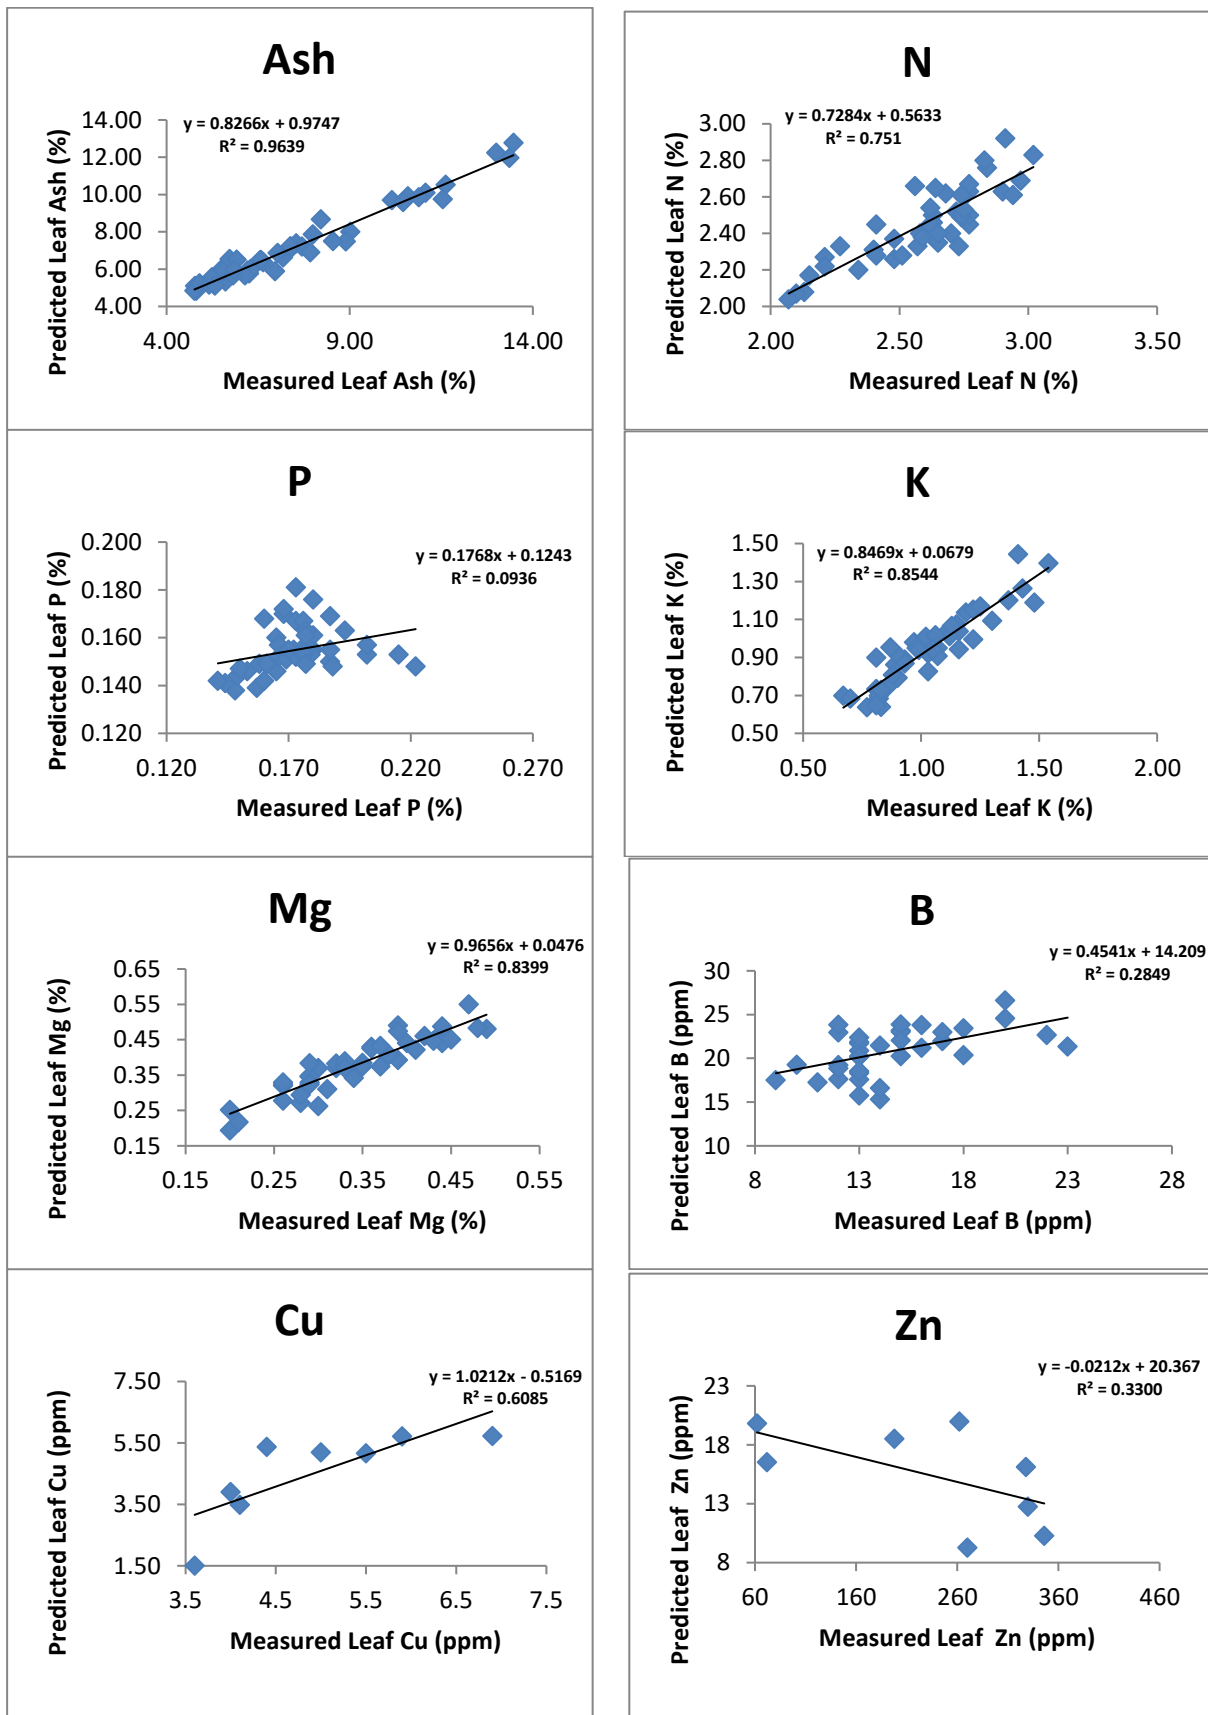 Ash
y = 0.8266x + 0.9747
R² = 0.9639
Predicted Leaf Ash (%)
14.00
12.00
10.00
8.00
6.00
4.00
4.00 9.00 14.00
Measured Leaf Ash (%)
N
y = 0.7284x + 0.5633
R² = 0.751
Predicted Leaf N (%)
3.00
2.80
2.60
2.40
2.20
2.00
2.00 2.50 3.00 3.50
Measured Leaf N (%)
P
y = 0.1768x + 0.1243
R² = 0.0936
Predicted Leaf P (%)
0.200
0.180
0.160
0.140
0.120
0.120 0.170 0.220 0.270
Measured Leaf P (%)
K
y = 0.8469x + 0.0679
R² = 0.8544
Predicted Leaf K (%)
1.50
1.30
1.10
0.90
0.70
0.50
0.50 1.00 1.50 2.00
Measured Leaf K (%)
Mg
y = 0.9656x + 0.0476
R² = 0.8399
Predicted Leaf Mg (%)
0.65
0.55
0.45
0.35
0.25
0.15
0.15 0.25 0.35 0.45 0.55
Measured Leaf Mg (%)
B
y = 0.4541x + 14.209
R² = 0.2849
Predicted Leaf B (ppm)
30
25
20
15
10
8 13 18 23 28
Measured Leaf B (ppm)
Cu
y = 1.0212x - 0.5169
R² = 0.6085
Predicted Leaf Cu (ppm)
7.50
5.50
3.50
1.50
3.5 4.5 5.5 6.5 7.5
Measured Leaf Cu (ppm)
Zn
y = -0.0212x + 20.367
R² = 0.3300
Predicted Leaf Zn (ppm)
23
18
13
8
60 160 260 360 460
Measured Leaf Zn (ppm)